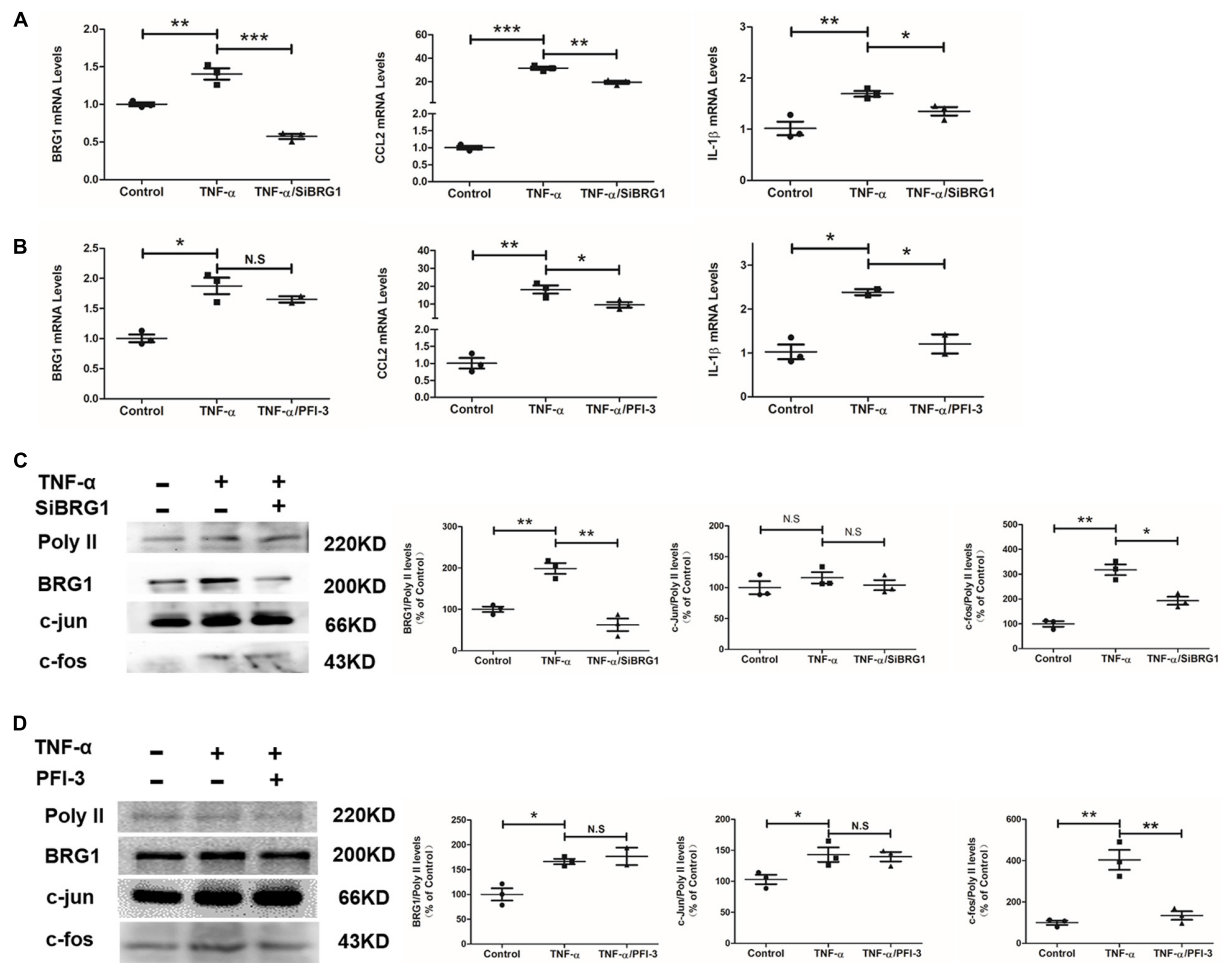 A
BRG1 mRNA Levels
2.0
1.5
1.0
0.5
0.0
** ***
Control TNF-α TNF-α/SiBRG1
CCL2 mRNA Levels
60
40
20
2.0
1.5
1.0
0.5
0.0
*** **
Control TNF-α TNF-α/SiBRG1
IL-1β mRNA Levels
3
2
1
0
** *
Control TNF-α TNF-α/SiBRG1
B
BRG1 mRNA Levels
2.5
2.0
1.5
1.0
0.5
0.0
* N.S
Control TNF-α TNF-α/PFI-3
CCL2 mRNA Levels
40
30
20
10
2.0
1.5
1.0
0.5
0.0
** *
Control TNF-α TNF-α/PFI-3
IL-1β mRNA Levels
3
2
1
0
* *
Control TNF-α TNF-α/PFI-3
C
TNF-α - + +
SiBRG1 - - +
Poly II 220KD
BRG1 200KD
c-jun 66KD
c-fos 43KD
BRG1/Poly II levels
(% of Control)
300
200
100
0
** **
Control TNF-α TNF-α/SiBRG1
c-Jun/Poly II levels
(% of Control)
200
150
100
50
0
N.S N.S
Control TNF-α TNF-α/SiBRG1
c-fos/Poly II levels
(% of Control)
500
400
300
200
100
0
** *
Control TNF-α TNF-α/SiBRG1
D
TNF-α - + +
PFI-3 - - +
Poly II 220KD
BRG1 200KD
c-jun 66KD
c-fos 43KD
BRG1/Poly II levels
(% of Control)
250
200
150
100
50
0
* N.S
Control TNF-α TNF-α/PFI-3
c-Jun/Poly II levels
(% of Control)
200
150
100
50
0
* N.S
Control TNF-α TNF-α/PFI-3
c-fos/Poly II levels
(% of Control)
600
400
200
0
** **
Control TNF-α TNF-α/PFI-3